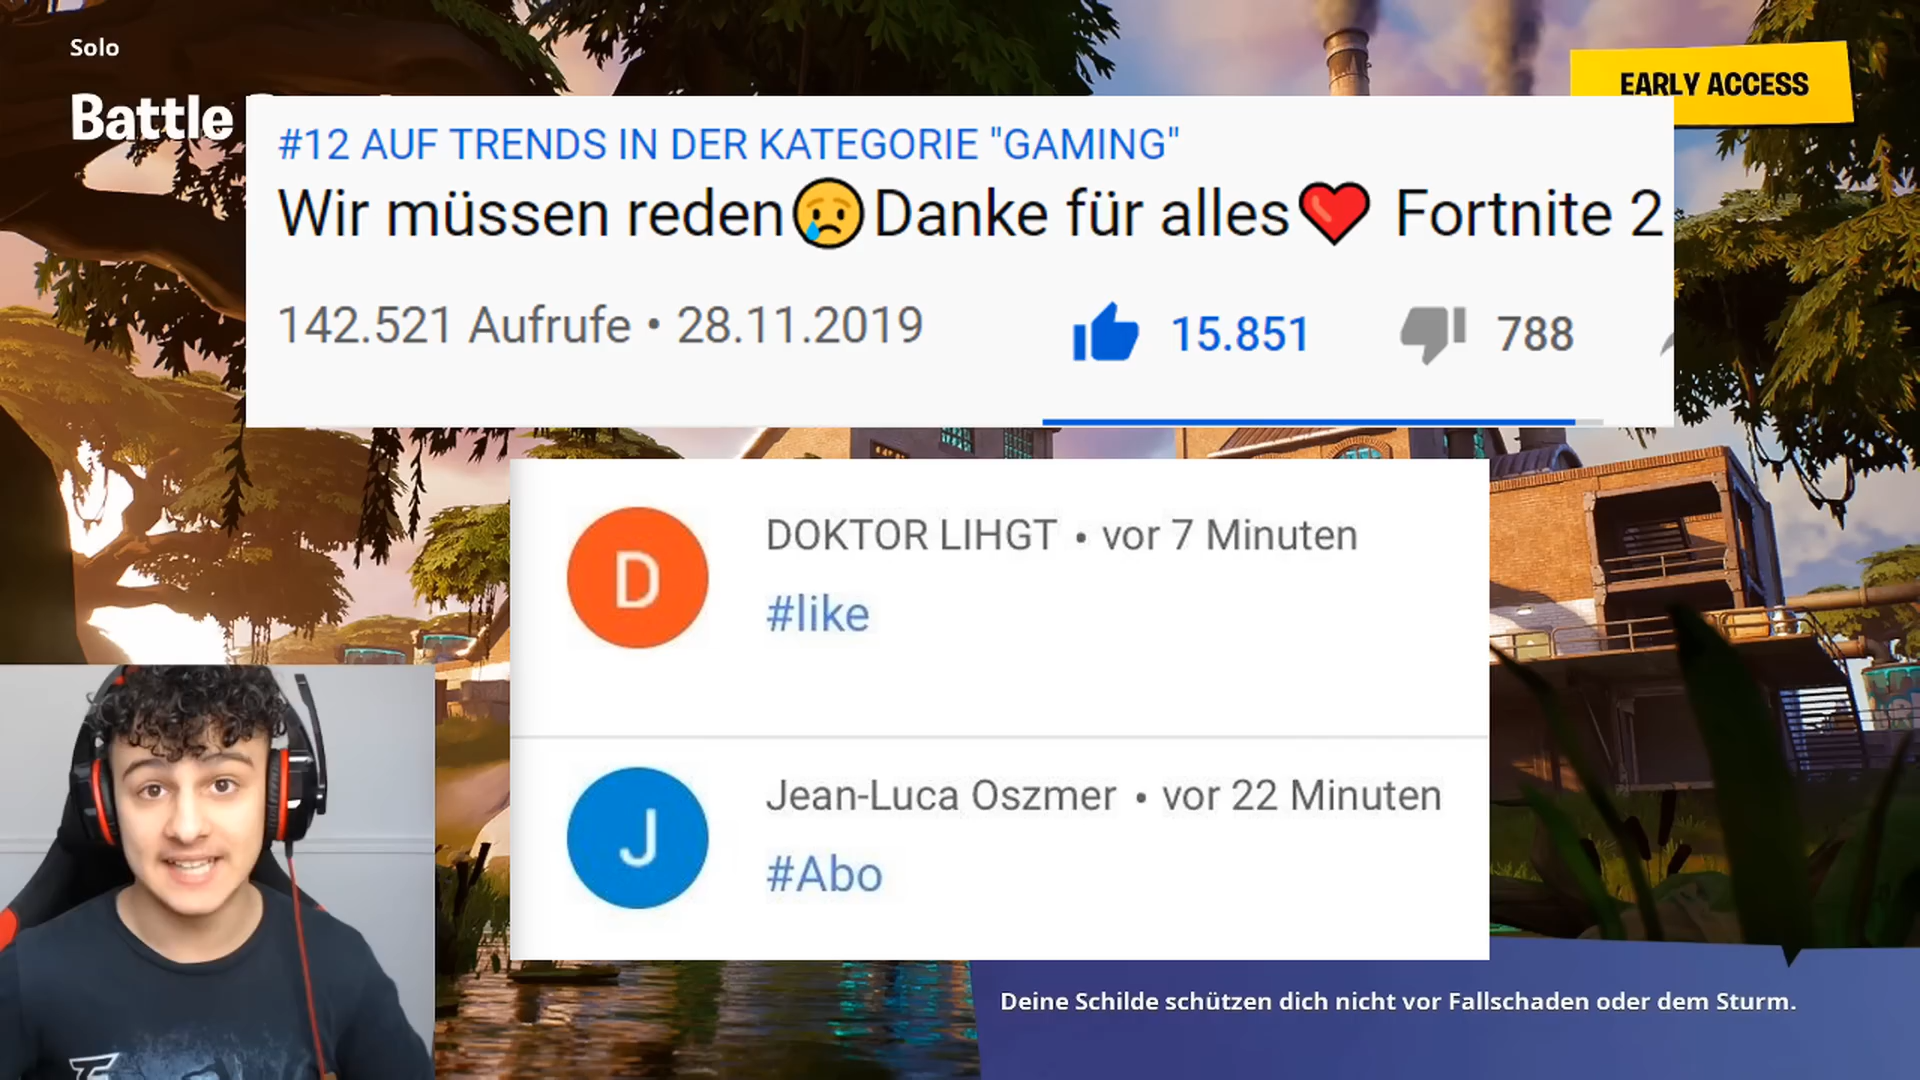 Solo
Battle
EARLY ACCESS
#12 AUF TRENDS IN DER KATEGORIE "GAMING"
Wir müssen reden😢Danke für alles❤️ Fortnite 2
142.521 Aufrufe • 28.11.2019
15.851
788
D
DOKTOR LIHGT • vor 7 Minuten
#like
J
Jean-Luca Oszmer • vor 22 Minuten
#Abo
Deine Schilde schützen dich nicht vor Fallschaden oder dem Sturm.